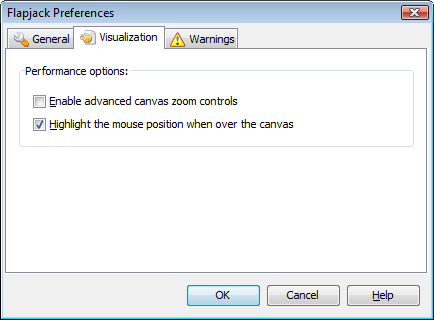 Flapjack Preferences
General Visualization Warnings
Performance options:
Enable advanced canvas zoom controls
Highlight the mouse position when over the canvas
OK Cancel Help